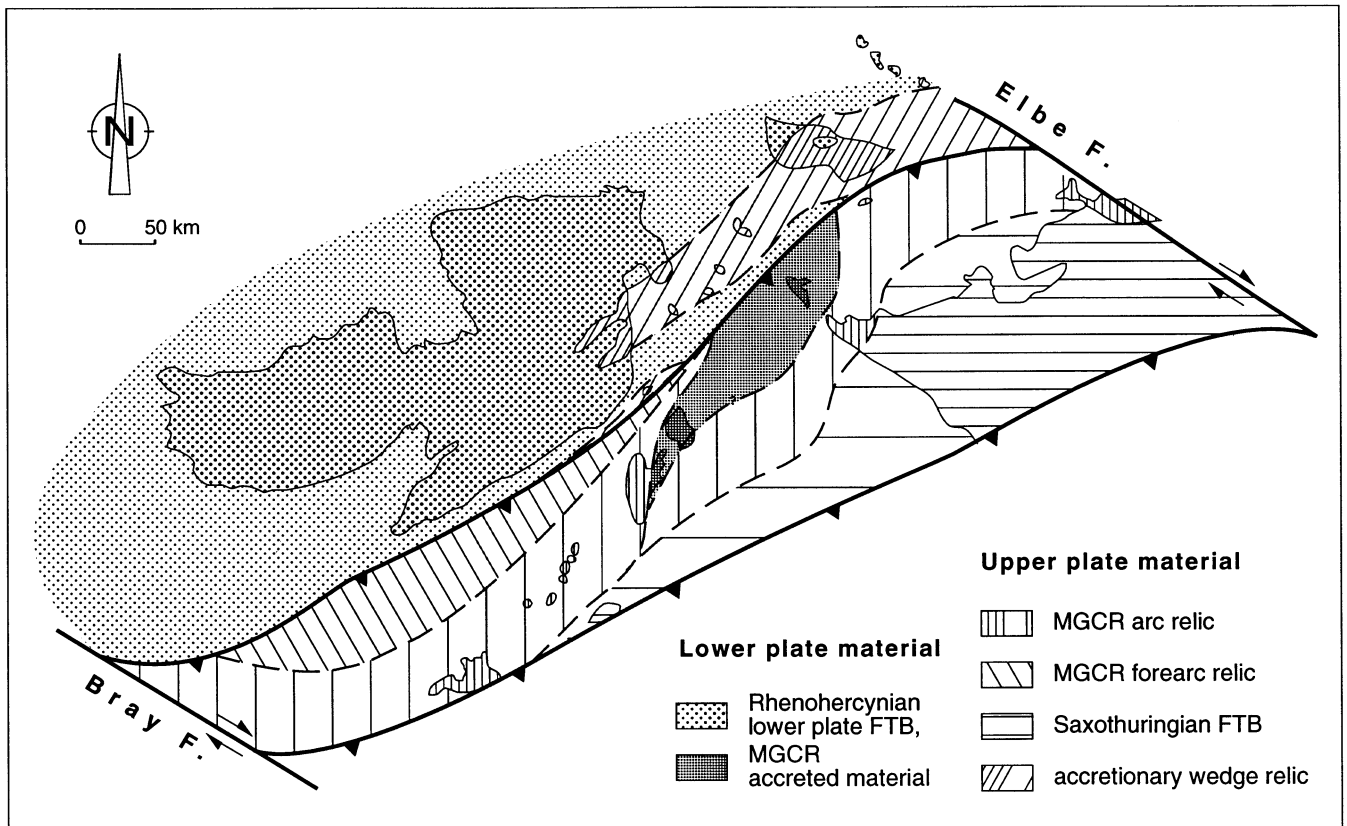 N
0 50 km
Elbe F.
Bray F.
Lower plate material
Rhenohercynian
lower plate FTB,
MGCR
accreted material
Upper plate material
MGCR arc relic
MGCR forearc relic
Saxothuringian FTB
accretionary wedge relic